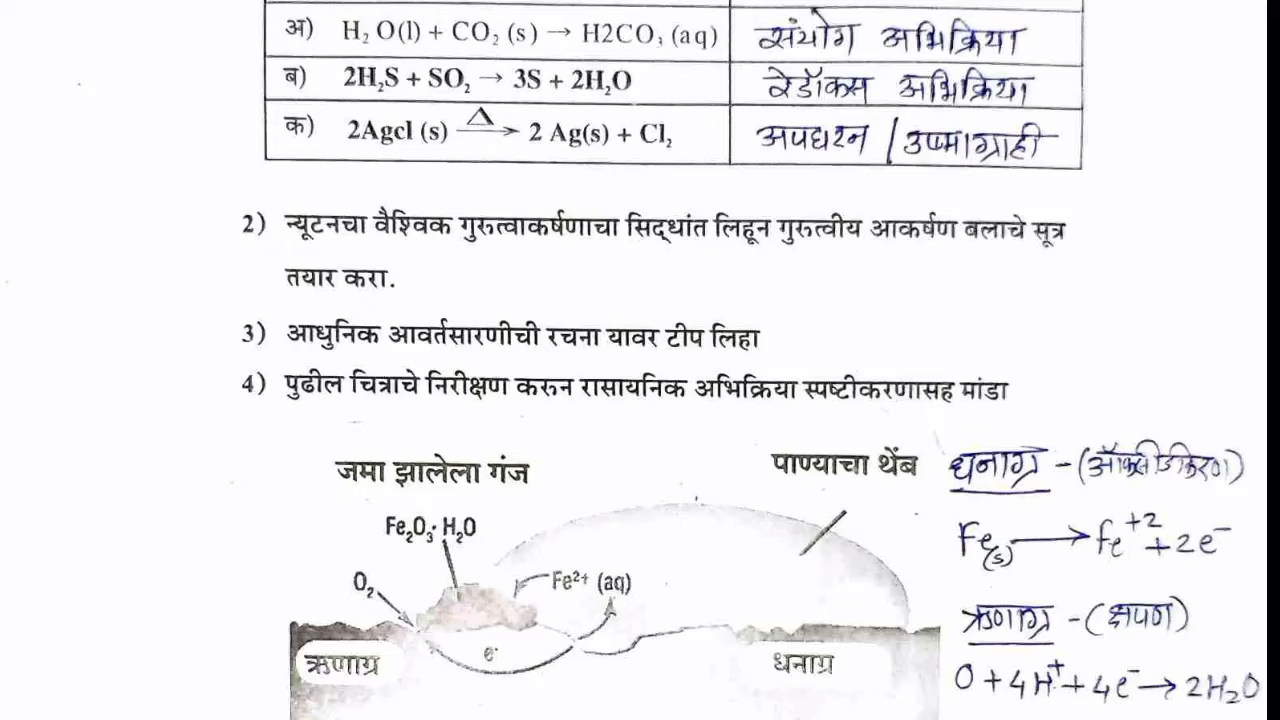 अ) H₂ O(l) + CO₂ (s) → H2CO₃ (aq) संयोग अभिक्रिया
ब) 2H₂S + SO₂ → 3S + 2H₂O रेडॉक्स अभिक्रिया
क) 2Agcl (s) →Δ 2 Ag(s) + Cl₂ अपघटन / उष्माग्राही
2) न्यूटनचा वैश्विक गुरुत्वाकर्षणाचा सिद्धांत लिहून गुरुत्वीय आकर्षण बलाचे सूत्र
तयार करा.
3) आधुनिक आवर्तसारणीची रचना यावर टीप लिहा
4) पुढील चित्राचे निरीक्षण करुन रासायनिक अभिक्रिया स्पष्टीकरणासह मांडा
जमा झालेला गंज
पाण्याचा थेंब
धनाग्र - (ऑक्सीडिकरण)
Fe₂O₃· H₂O
Fe(s) → Fe⁺² + 2e⁻
O₂
Fe²⁺ (aq)
ऋणाग्र - (क्षपण)
ऋणाग्र
e⁻
धनाग्र
O + 4H⁺ + 4e⁻ → 2H₂O